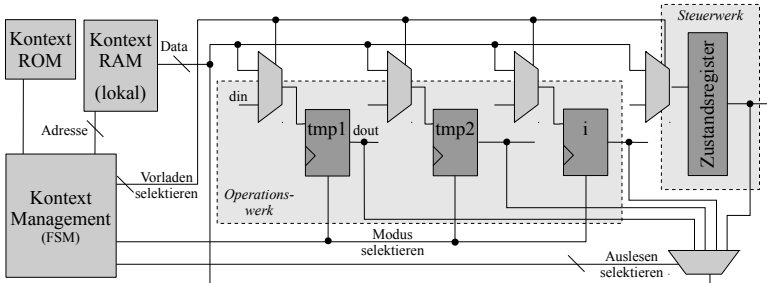 Kontext
ROM
Kontext
RAM
(lokal)
Data
Steuerwerk
Zustandsregister
din
tmp1
dout
tmp2
i
Adresse
Vorladen
selektieren
Operations-
werk
Kontext
Management
(FSM)
Modus
selektieren
Auslesen
selektieren